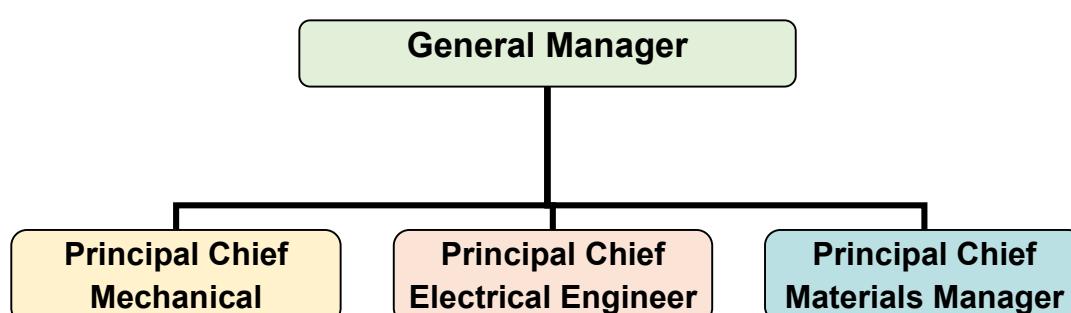 General Manager
Principal Chief
Mechanical
Principal Chief
Electrical Engineer
Principal Chief
Materials Manager